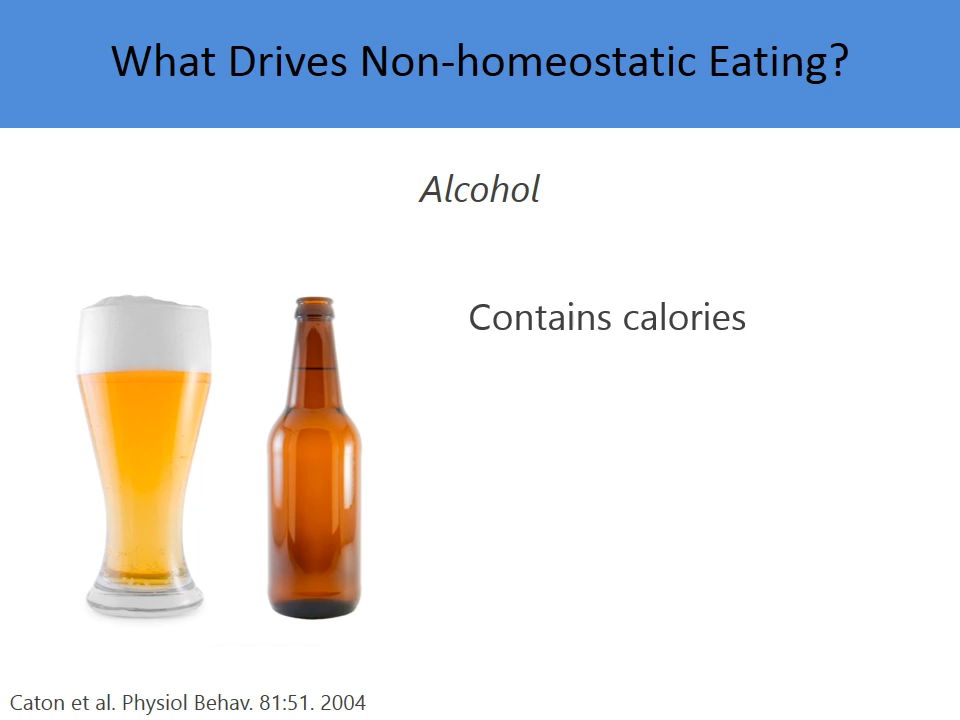 What Drives Non-homeostatic Eating?
Alcohol
Contains calories
Caton et al. Physiol Behav. 81:51. 2004